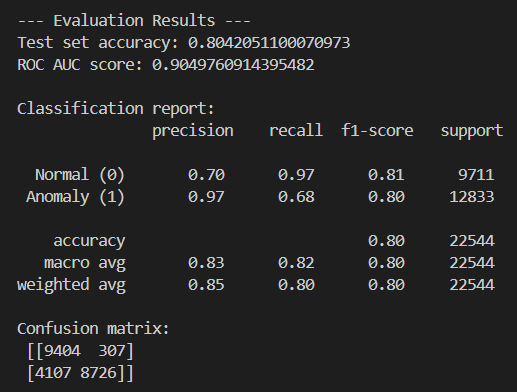 --- Evaluation Results ---
Test set accuracy: 0.8042051100070973
ROC AUC score: 0.9049760914395482
Classification report:
precision recall f1-score support
Normal (0) 0.70 0.97 0.81 9711
Anomaly (1) 0.97 0.68 0.80 12833
accuracy 0.80 22544
macro avg 0.83 0.82 0.80 22544
weighted avg 0.85 0.80 0.80 22544
Confusion matrix:
[[9404 307]
[4107 8726]]